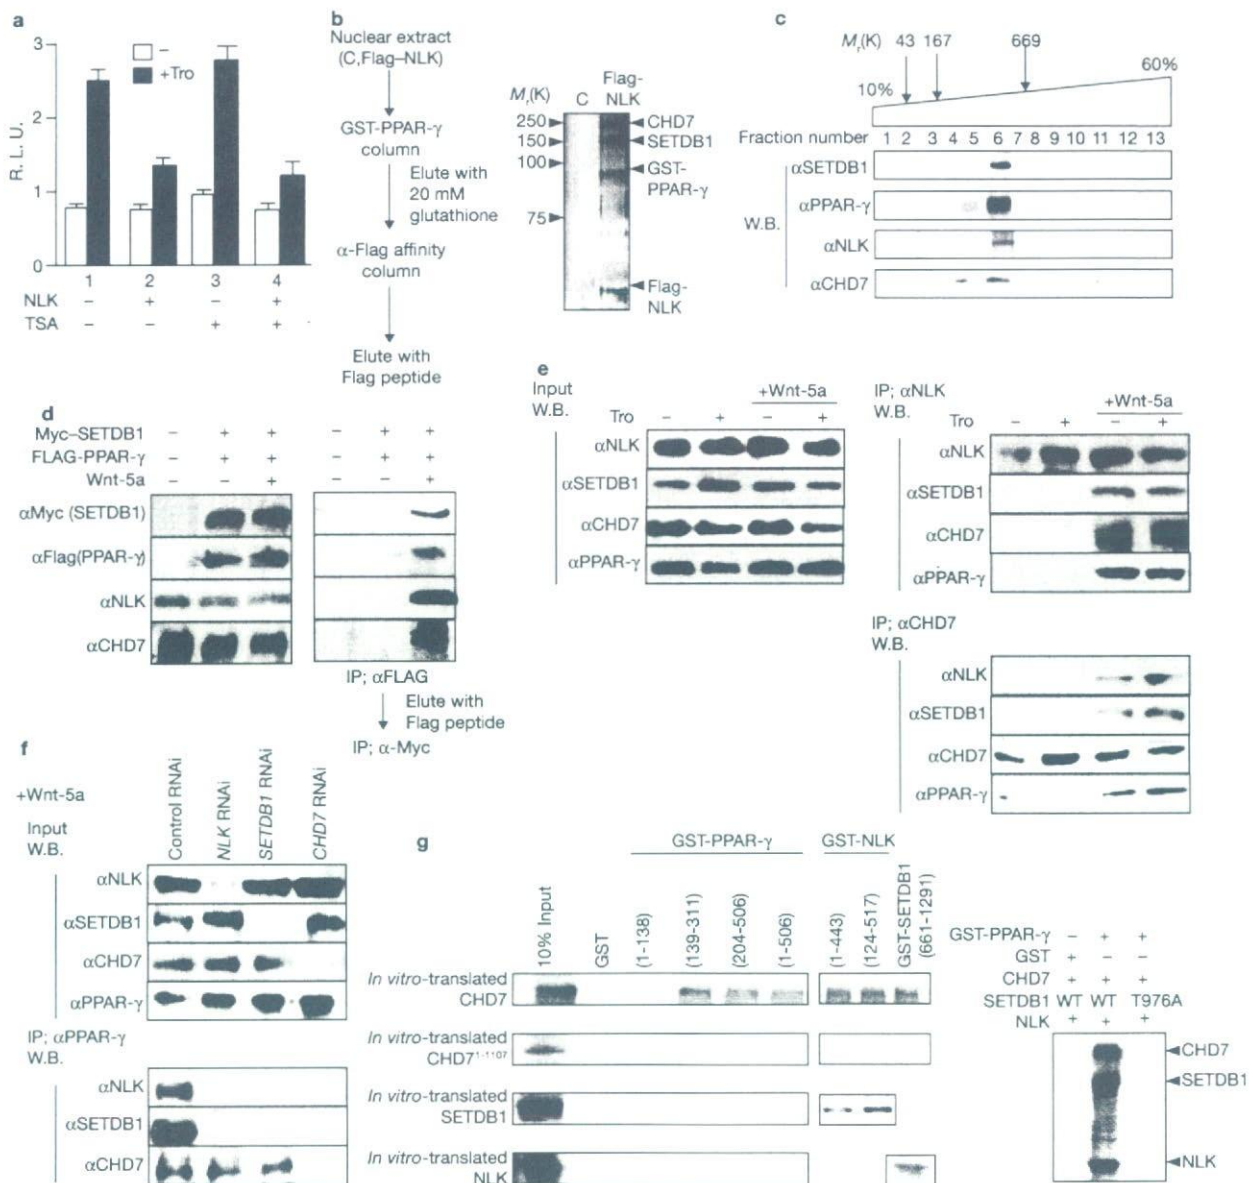 a
3
2
1
0
R. L. U.
–
+Tro
1 2 3 4
NLK – + – +
TSA – – + +
b
Nuclear extract
(C,Flag–NLK)
GST-PPAR-γ
column
Elute with
20 mM
glutathione
α-Flag affinity
column
Elute with
Flag peptide
Mr(K)
C
Flag-
NLK
250
150
100
75
CHD7
SETDB1
GST-
PPAR-γ
Flag-
NLK
c
Mr(K) 43 167 669
10%
60%
Fraction number 1 2 3 4 5 6 7 8 9 10 11 12 13
W.B.
αSETDB1
αPPAR-γ
αNLK
αCHD7
d
Myc–SETDB1 – + + – + +
FLAG-PPAR-γ – + + – + +
Wnt-5a – – + – – +
αMyc (SETDB1)
αFlag(PPAR-γ)
αNLK
αCHD7
IP; αFLAG
Elute with
Flag peptide
IP; α-Myc
e
Input
W.B.
+Wnt-5a
Tro – + – +
αNLK
αSETDB1
αCHD7
αPPAR-γ
IP; αNLK
W.B.
+Wnt-5a
Tro – + – +
αNLK
αSETDB1
αCHD7
αPPAR-γ
IP; αCHD7
W.B.
αNLK
αSETDB1
αCHD7
αPPAR-γ
f
+Wnt-5a
Input
W.B.
Control RNAi
NLK RNAi
SETDB1 RNAi
CHD7 RNAi
αNLK
αSETDB1
αCHD7
αPPAR-γ
IP; αPPAR-γ
W.B.
αNLK
αSETDB1
αCHD7
g
GST-PPAR-γ
GST-NLK
10% Input
GST
(1-138)
(139-311)
(204-506)
(1-506)
(1-443)
(124-517)
GST-SETDB1
(661-1291)
In vitro-translated
CHD7
In vitro-translated
CHD7¹⁻¹¹⁰⁷
In vitro-translated
SETDB1
In vitro-translated
NLK
GST-PPAR-γ – + +
GST + – –
CHD7 + + +
SETDB1 WT WT T976A
NLK + + +
CHD7
SETDB1
NLK